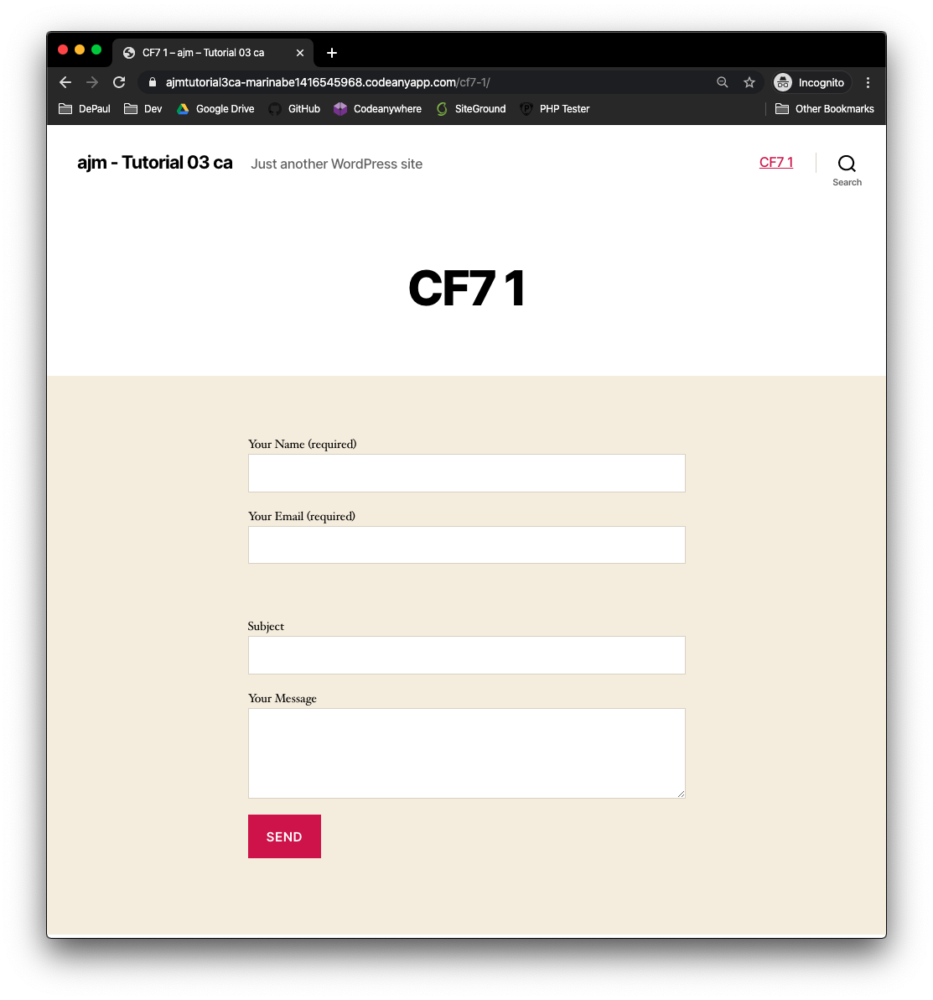 CF7 1 – ajm – Tutorial 03 ca
ajmtutorial3ca-marinabe1416545968.codeanyapp.com/cf7-1/
Incognito
DePaul Dev Google Drive GitHub Codeanywhere SiteGround PHP Tester Other Bookmarks
ajm - Tutorial 03 ca Just another WordPress site CF7 1
Search
CF7 1
Your Name (required)
Your Email (required)
Subject
Your Message
SEND